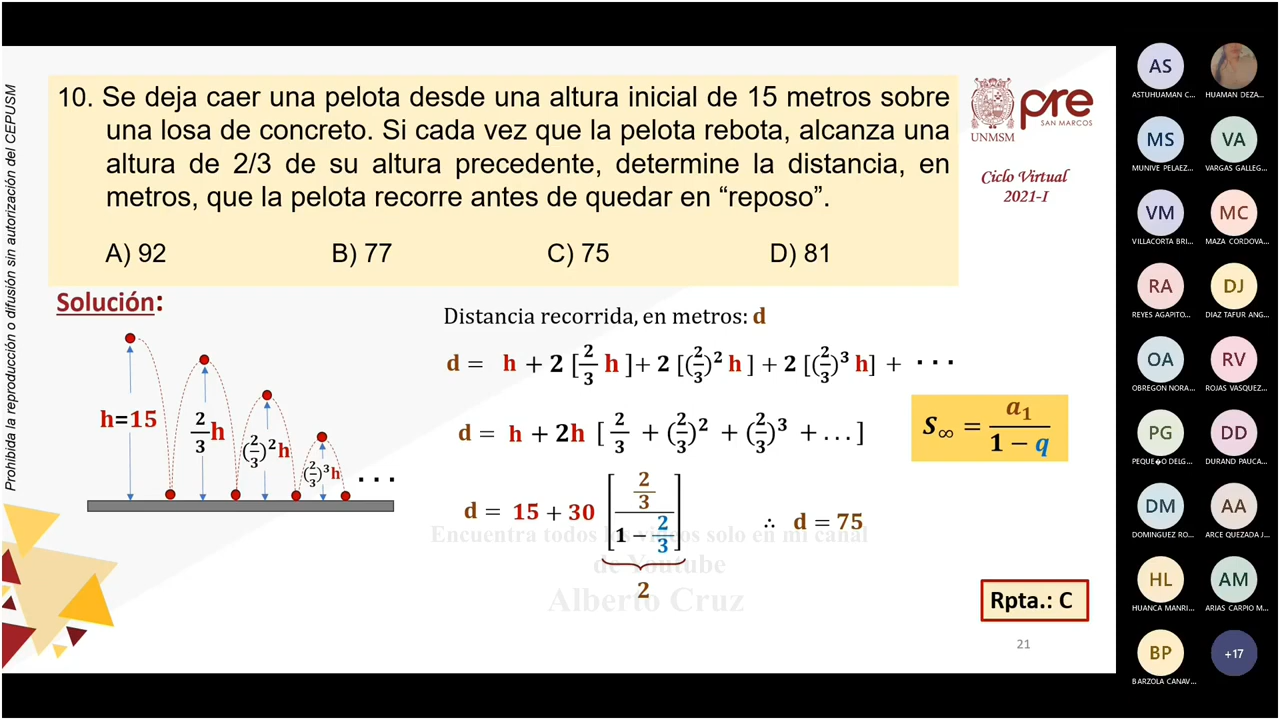 Prohibida la reproducción o difusión sin autorización del CEPUSM
10. Se deja caer una pelota desde una altura inicial de 15 metros sobre
una losa de concreto. Si cada vez que la pelota rebota, alcanza una
altura de 2/3 de su altura precedente, determine la distancia, en
metros, que la pelota recorre antes de quedar en “reposo”.
A) 92 B) 77 C) 75 D) 81
UNMSM
pre
SAN MARCOS
Ciclo Virtual
2021-I
Solución:
h=15
2/3 h
(2/3)²h
(2/3)³h
. . .
Distancia recorrida, en metros: d
d = h + 2 [2/3 h ]+ 2 [(2/3)² h ] + 2 [(2/3)³ h] + · · ·
d = h + 2h [ 2/3 + (2/3)² + (2/3)³ + . . . ]
S∞ = a₁ / 1 − q
d = 15 + 30 [ 2/3 / 1 − 2/3 ] ∴ d = 75
2
Encuentra todos los videos solo en mi canal
de Youtube
Alberto Cruz
Rpta.: C
21
AS
ASTUHUAMAN C...
HUAMAN DEZA...
MS
MUNIVE PELAEZ...
VA
VARGAS GALLEG...
VM
VILLACORTA BRI...
MC
MAZA CORDOVA...
RA
REYES AGAPITO...
DJ
DIAZ TAFUR ANG...
OA
OBREGON NORA...
RV
ROJAS VASQUEZ...
PG
PEQUE�O DELG...
DD
DURAND PAUCA...
DM
DOMINGUEZ RO...
AA
ARCE QUEZADA J...
HL
HUANCA MANRI...
AM
ARIAS CARPIO M...
BP
BARZOLA CANAV...
+17